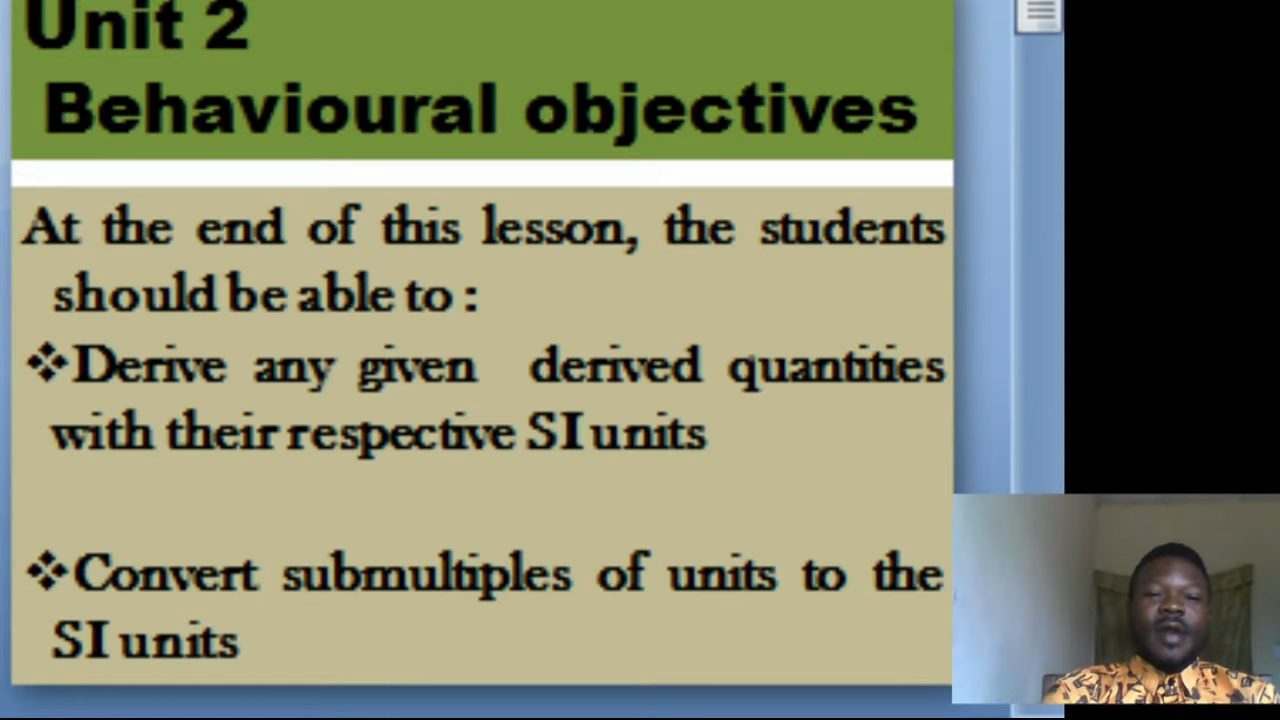 Unit 2
Behavioural objectives
At the end of this lesson, the students
should be able to :
❖Derive any given derived quantities
with their respective SI units
❖Convert submultiples of units to the
SI units